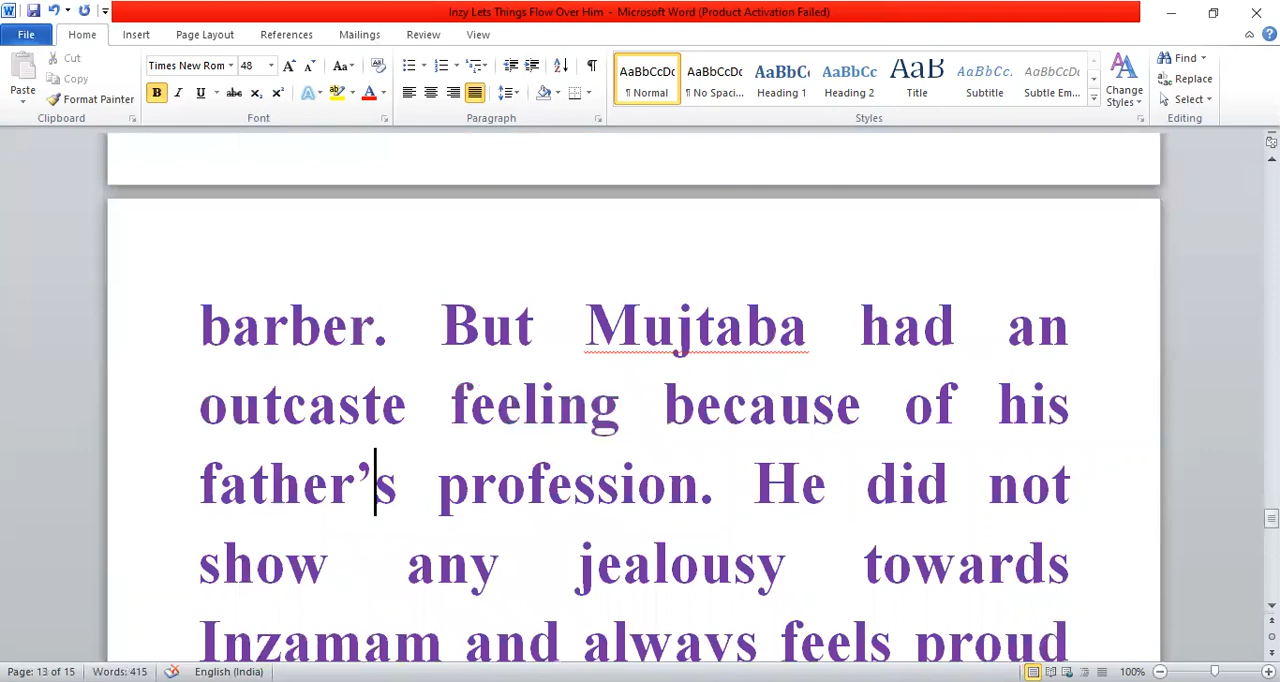 Inzy Lets Things Flow Over Him - Microsoft Word (Product Activation Failed)
File Home Insert Page Layout References Mailings Review View
Cut
Copy
Format Painter
Paste
Clipboard
Times New Rom 48
Font
Paragraph
AaBbCcDc AaBbCcDc AaBbCc AaBbCc AaB AaBbCc. AaBbCcDc
¶ Normal ¶ No Spaci... Heading 1 Heading 2 Title Subtitle Subtle Em...
Styles
Change
Styles
Find
Replace
Select
Editing
barber. But Mujtaba had an
outcaste feeling because of his
father’s profession. He did not
show any jealousy towards
Inzamam and always feels proud
Page: 13 of 15 Words: 415 English (India) 100%